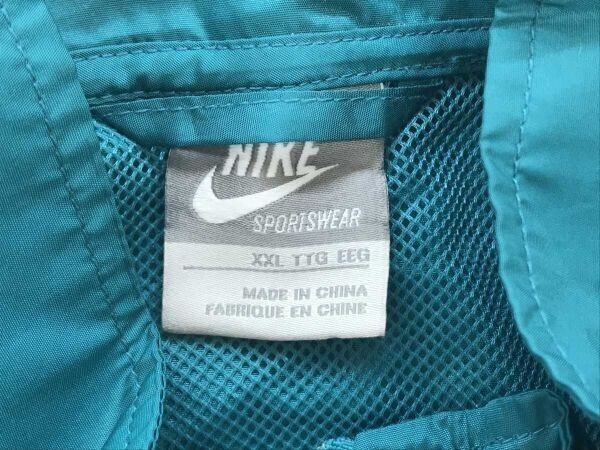 NIKE
SPORTSWEAR
XXL TTG EEG
MADE IN CHINA
FABRIQUE EN CHINE